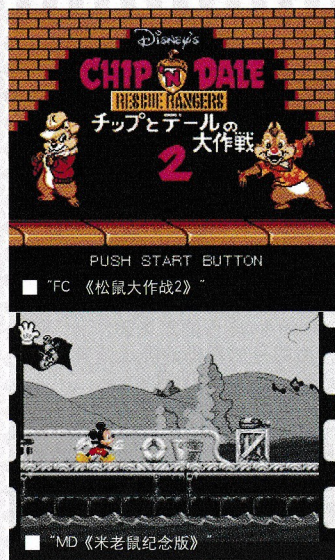 Disney's
CHIP 'N DALE
RESCUE RANGERS
チップとデールの
大作戦
2
PUSH START BUTTON
■ "FC 《松鼠大作战2》"
■ "MD《米老鼠纪念版》"